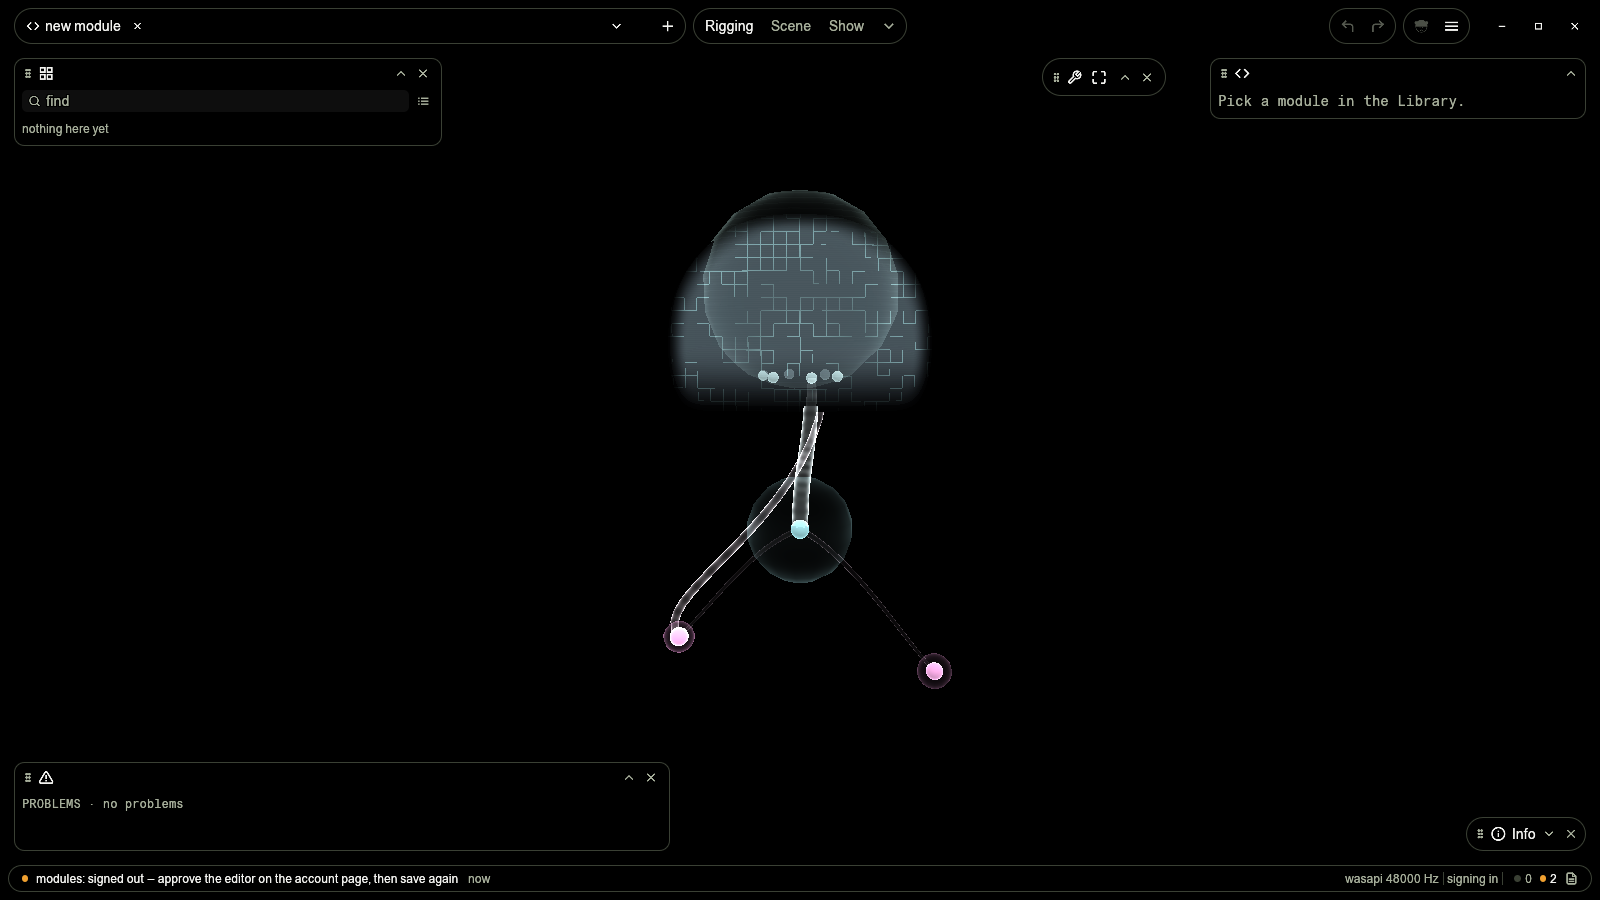 new module
Rigging Scene Show
find
nothing here yet
Pick a module in the Library.
PROBLEMS · no problems
Info
modules: signed out – approve the editor on the account page, then save again now
wasapi 48000 Hz signing in 0 2